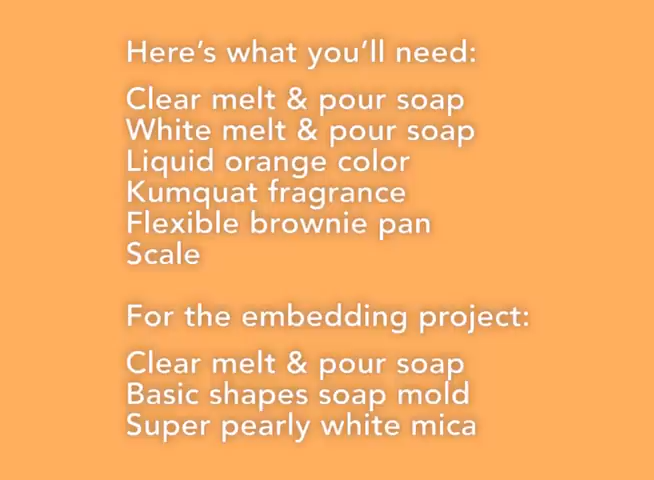 Here’s what you’ll need:
Clear melt & pour soap
White melt & pour soap
Liquid orange color
Kumquat fragrance
Flexible brownie pan
Scale
For the embedding project:
Clear melt & pour soap
Basic shapes soap mold
Super pearly white mica